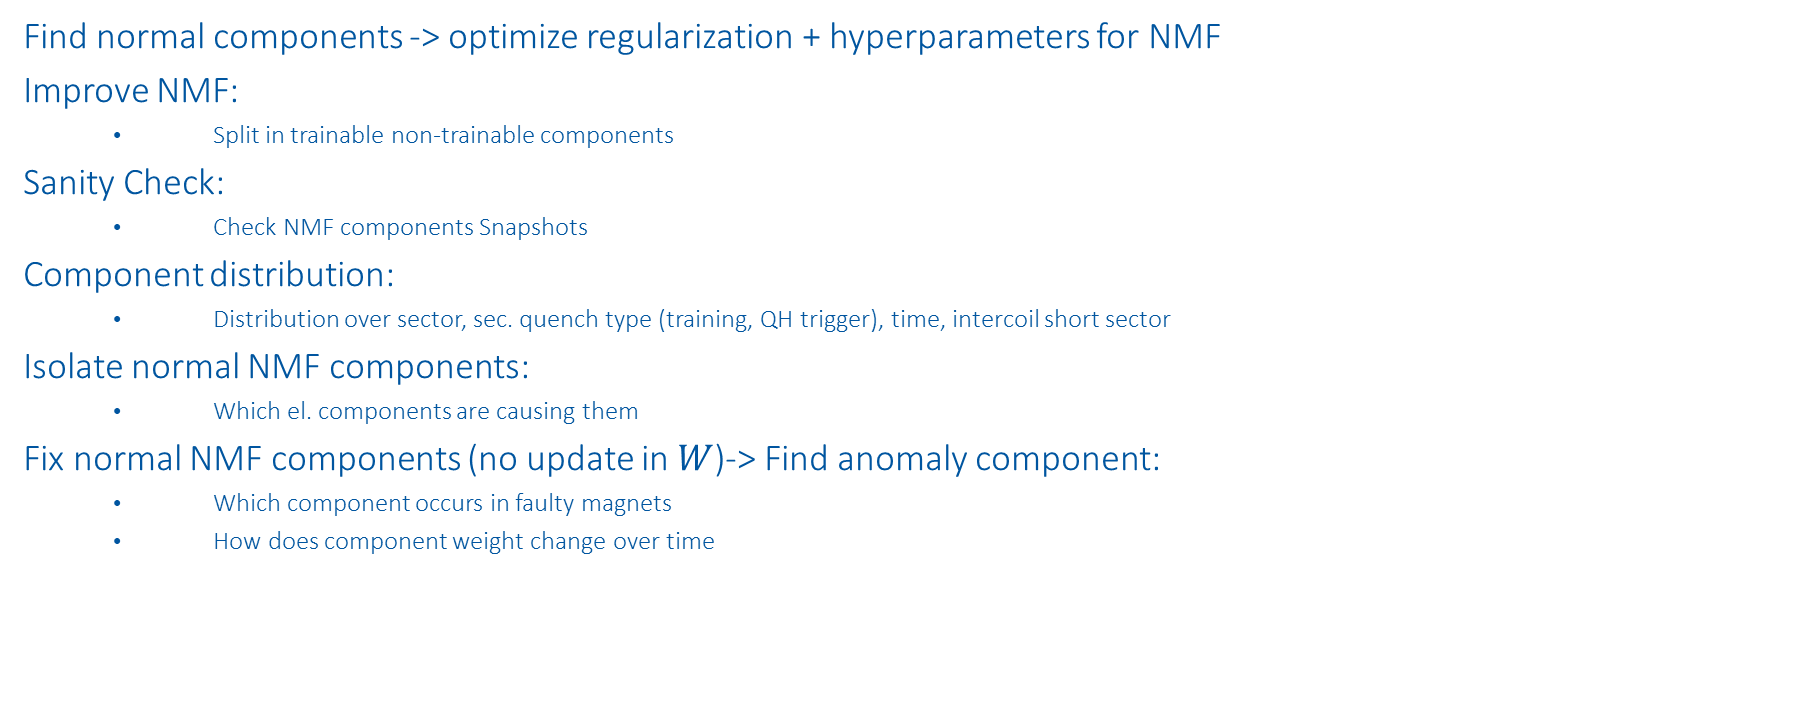 Find normal components -> optimize regularization + hyperparameters for NMF
Improve NMF:
• Split in trainable non-trainable components
Sanity Check:
• Check NMF components Snapshots
Component distribution:
• Distribution over sector, sec. quench type (training, QH trigger), time, intercoil short sector
Isolate normal NMF components:
• Which el. components are causing them
Fix normal NMF components (no update in W)-> Find anomaly component:
• Which component occurs in faulty magnets
• How does component weight change over time